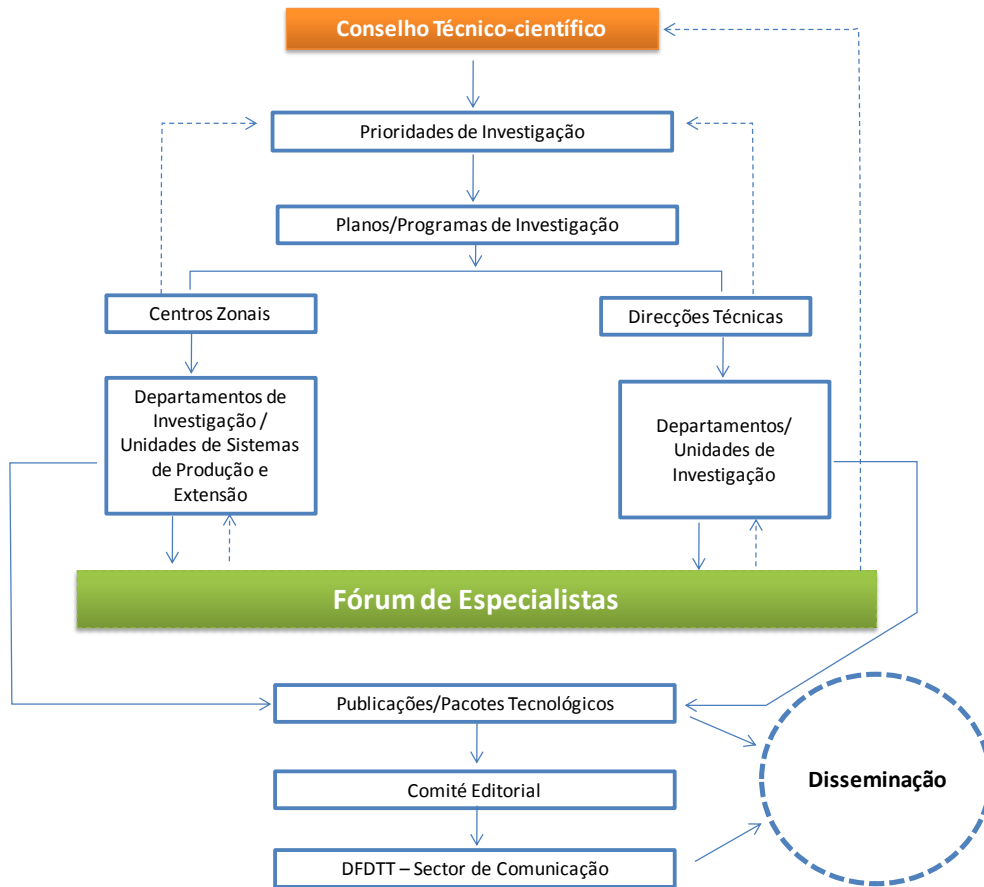 Conselho Técnico-científico
Prioridades de Investigação
Planos/Programas de Investigação
Centros Zonais
Direcções Técnicas
Departamentos de
Investigação /
Unidades de Sistemas
de Produção e
Extensão
Departamentos/
Unidades de
Investigação
Fórum de Especialistas
Publicações/Pacotes Tecnológicos
Disseminação
Comité Editorial
DFDTT – Sector de Comunicação